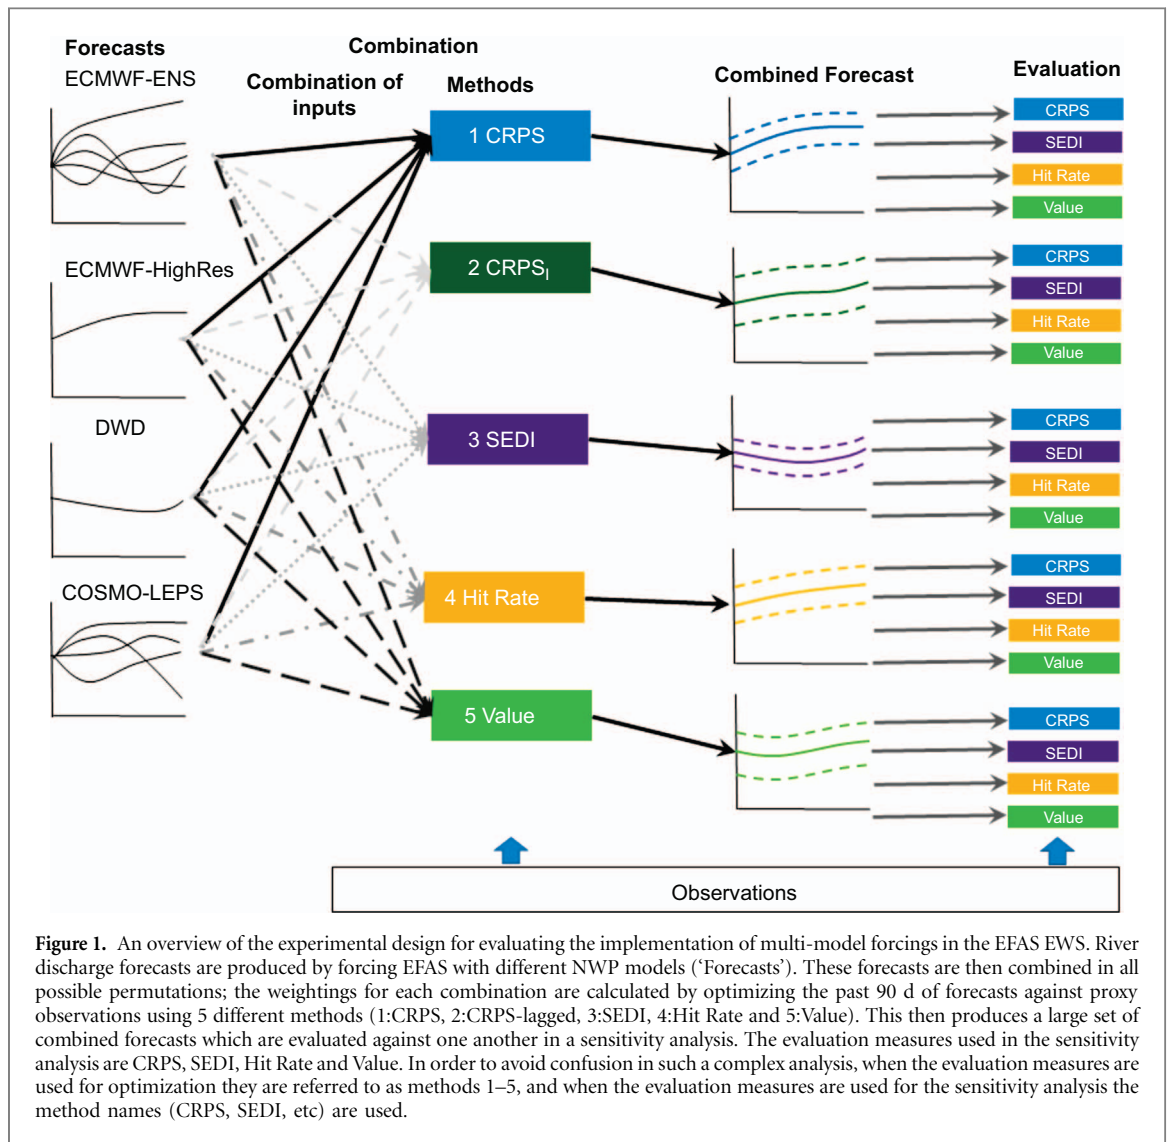 Forecasts
Combination
ECMWF-ENS
Combination of
inputs
Methods
Combined Forecast
Evaluation
1 CRPS
CRPS
SEDI
Hit Rate
Value
ECMWF-HighRes
2 CRPSI
CRPS
SEDI
Hit Rate
Value
DWD
3 SEDI
CRPS
SEDI
Hit Rate
Value
COSMO-LEPS
4 Hit Rate
CRPS
SEDI
Hit Rate
Value
5 Value
CRPS
SEDI
Hit Rate
Value
Observations
Figure 1. An overview of the experimental design for evaluating the implementation of multi-model forcings in the EFAS EWS. River
discharge forecasts are produced by forcing EFAS with different NWP models (‘Forecasts’). These forecasts are then combined in all
possible permutations; the weightings for each combination are calculated by optimizing the past 90 d of forecasts against proxy
observations using 5 different methods (1:CRPS, 2:CRPS-lagged, 3:SEDI, 4:Hit Rate and 5:Value). This then produces a large set of
combined forecasts which are evaluated against one another in a sensitivity analysis. The evaluation measures used in the sensitivity
analysis are CRPS, SEDI, Hit Rate and Value. In order to avoid confusion in such a complex analysis, when the evaluation measures are
used for optimization they are referred to as methods 1–5, and when the evaluation measures are used for the sensitivity analysis the
method names (CRPS, SEDI, etc) are used.